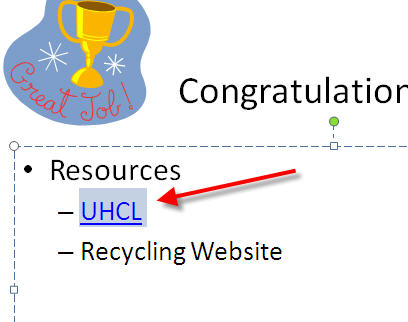 Great Job!
Congratulation
• Resources
– UHCL
– Recycling Website